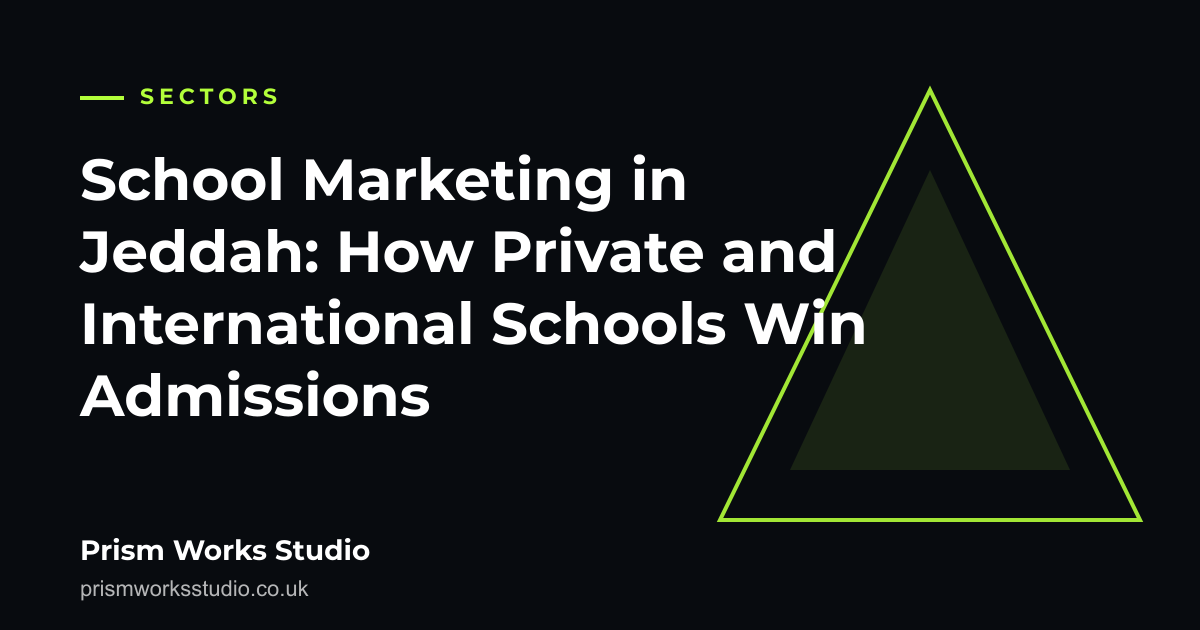 SECTORS
School Marketing in
Jeddah: How Private and
International Schools Win
Admissions
Prism Works Studio
prismworksstudio.co.uk